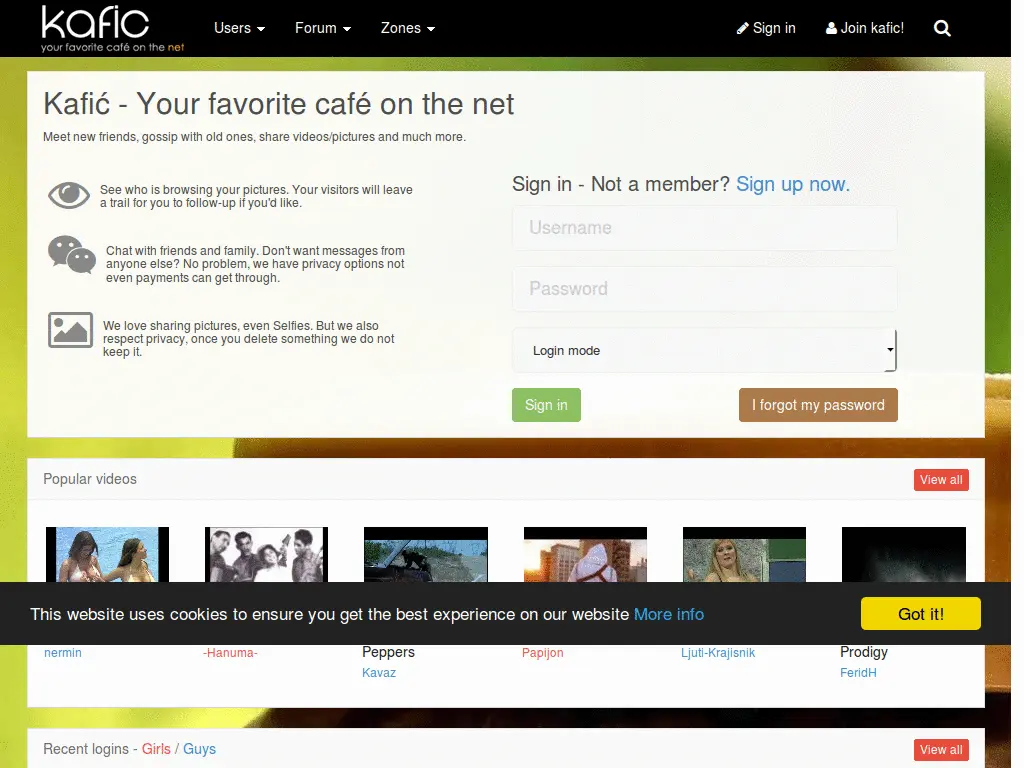 kafic
your favorite café on the net
Users
Forum
Zones
Sign in
Join kafic!
Kafić - Your favorite café on the net
Meet new friends, gossip with old ones, share videos/pictures and much more.
See who is browsing your pictures. Your visitors will leave
a trail for you to follow-up if you'd like.
Chat with friends and family. Don't want messages from
anyone else? No problem, we have privacy options not
even payments can get through.
We love sharing pictures, even Selfies. But we also
respect privacy, once you delete something we do not
keep it.
Sign in - Not a member? Sign up now.
Username
Password
Login mode
Sign in
I forgot my password
Popular videos
View all
This website uses cookies to ensure you get the best experience on our website More info
Got it!
nermin
-Hanuma-
Peppers
Kavaz
Papijon
Ljuti-Krajisnik
Prodigy
FeridH
Recent logins - Girls / Guys
View all